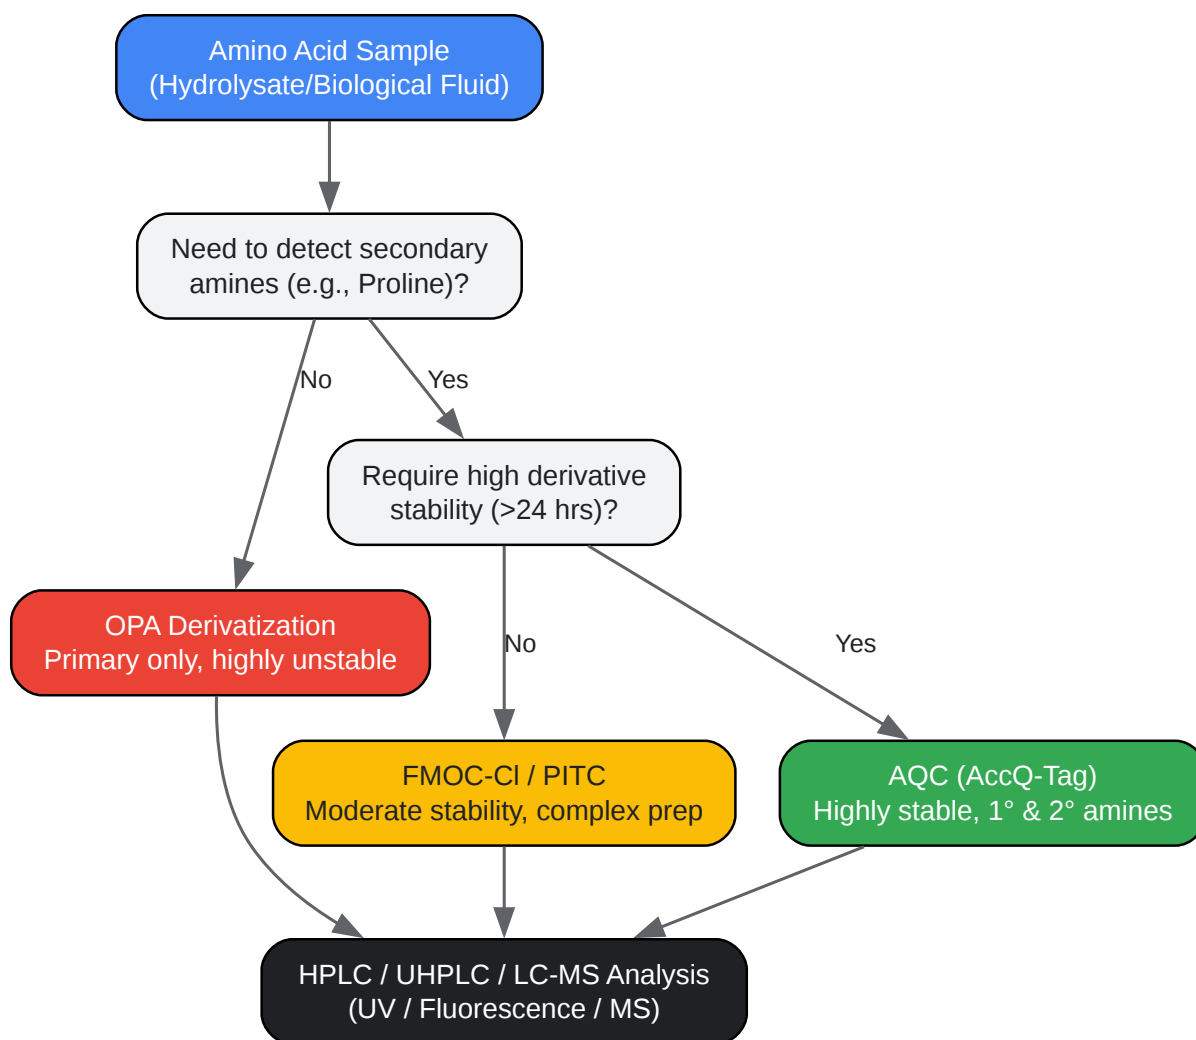 Amino Acid Sample
(Hydrolysate/Biological Fluid)
Need to detect secondary
amines (e.g., Proline)?
No
Yes
Require high derivative
stability (>24 hrs)?
OPA Derivatization
Primary only, highly unstable
No
Yes
FMOC-Cl / PITC
Moderate stability, complex prep
AQC (AccQ-Tag)
Highly stable, 1° & 2° amines
HPLC / UHPLC / LC-MS Analysis
(UV / Fluorescence / MS)